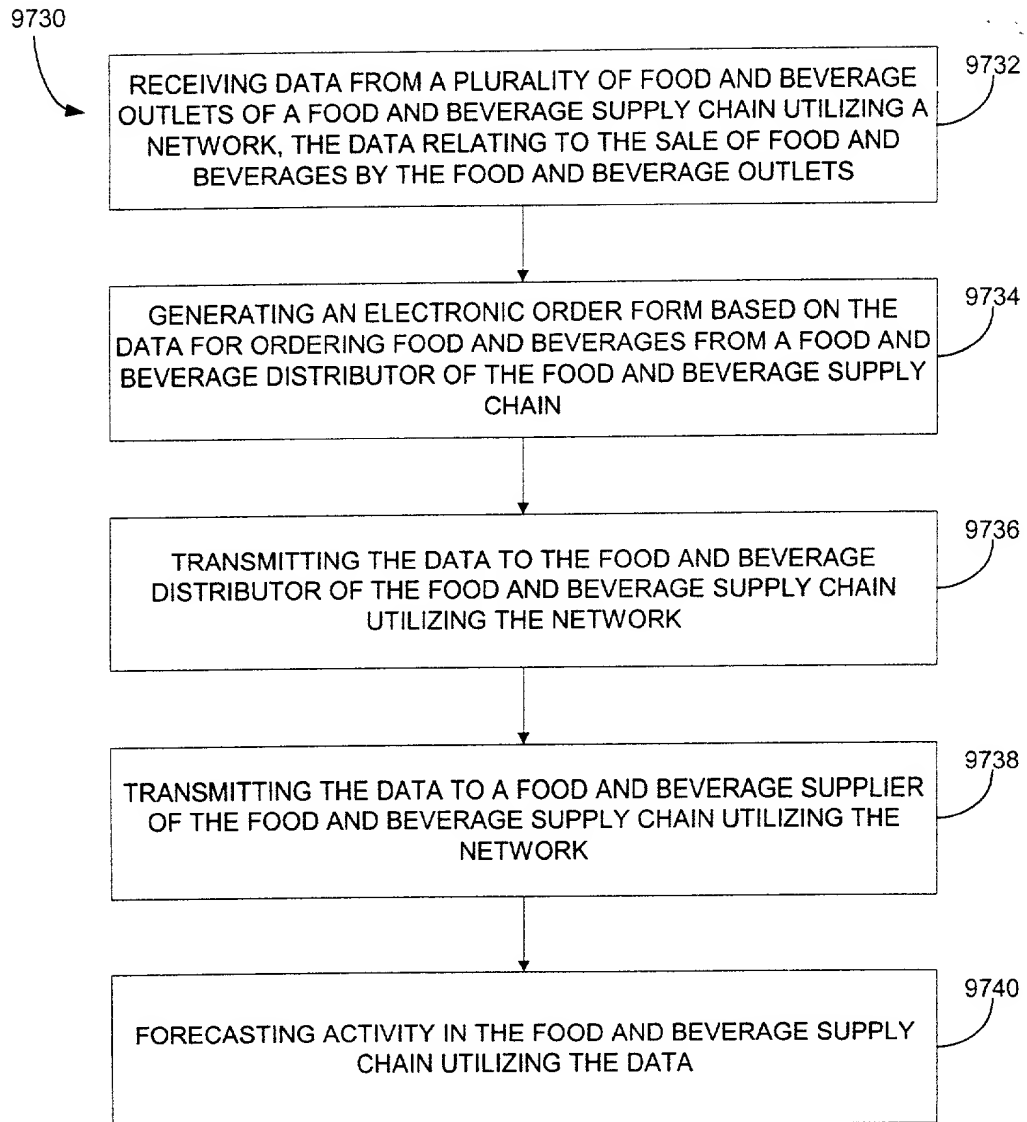 9730
9732
RECEIVING DATA FROM A PLURALITY OF FOOD AND BEVERAGE
OUTLETS OF A FOOD AND BEVERAGE SUPPLY CHAIN UTILIZING A
NETWORK, THE DATA RELATING TO THE SALE OF FOOD AND
BEVERAGES BY THE FOOD AND BEVERAGE OUTLETS
9734
GENERATING AN ELECTRONIC ORDER FORM BASED ON THE
DATA FOR ORDERING FOOD AND BEVERAGES FROM A FOOD AND
BEVERAGE DISTRIBUTOR OF THE FOOD AND BEVERAGE SUPPLY
CHAIN
9736
TRANSMITTING THE DATA TO THE FOOD AND BEVERAGE
DISTRIBUTOR OF THE FOOD AND BEVERAGE SUPPLY CHAIN
UTILIZING THE NETWORK
9738
TRANSMITTING THE DATA TO A FOOD AND BEVERAGE SUPPLIER
OF THE FOOD AND BEVERAGE SUPPLY CHAIN UTILIZING THE
NETWORK
9740
FORECASTING ACTIVITY IN THE FOOD AND BEVERAGE SUPPLY
CHAIN UTILIZING THE DATA